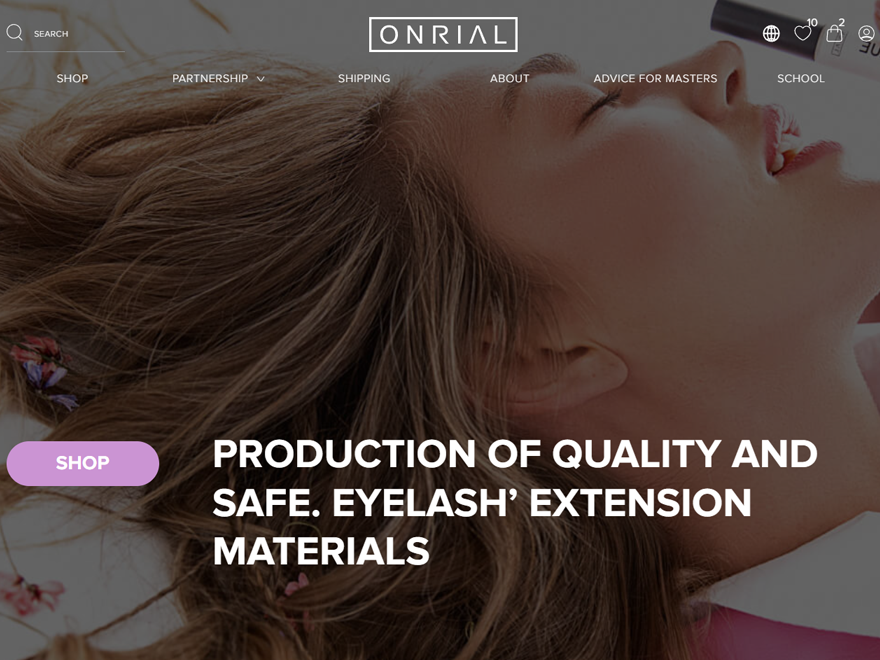 SEARCH
ONRIAL
10
2
SHOP
PARTNERSHIP
SHIPPING
ABOUT
ADVICE FOR MASTERS
SCHOOL
SHOP
PRODUCTION OF QUALITY AND
SAFE. EYELASH’ EXTENSION
MATERIALS